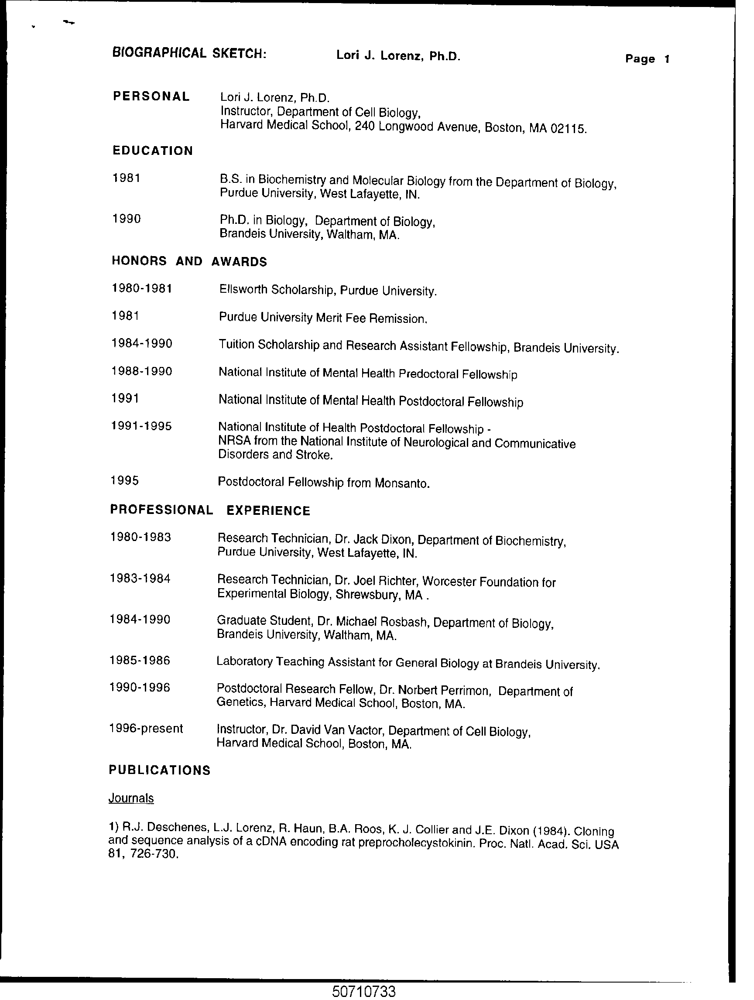 BIOGRAPHICAL SKETCH: Lori J. Lorenz, Ph.D. Page 1
PERSONAL Lori J. Lorenz, Ph.D.
Instructor, Department of Cell Biology,
Harvard Medical School, 240 Longwood Avenue, Boston, MA 02115.
EDUCATION
1981 B.S. in Biochemistry and Molecular Biology from the Department of Biology,
Purdue University, West Lafayette, IN.
1990 Ph.D. in Biology, Department of Biology,
Brandeis University, Waltham, MA.
HONORS AND AWARDS
1980-1981 Ellsworth Scholarship, Purdue University.
1981 Purdue University Merit Fee Remission.
1984-1990 Tuition Scholarship and Research Assistant Fellowship, Brandeis University.
1988-1990 National Institute of Mental Health Predoctoral Fellowship
1991 National Institute of Mental Health Postdoctoral Fellowship
1991-1995 National Institute of Health Postdoctoral Fellowship -
NRSA from the National Institute of Neurological and Communicative
Disorders and Stroke.
1995 Postdoctoral Fellowship from Monsanto.
PROFESSIONAL EXPERIENCE
1980-1983 Research Technician, Dr. Jack Dixon, Department of Biochemistry,
Purdue University, West Lafayette, IN.
1983-1984 Research Technician, Dr. Joel Richter, Worcester Foundation for
Experimental Biology, Shrewsbury, MA .
1984-1990 Graduate Student, Dr. Michael Rosbash, Department of Biology,
Brandeis University, Waltham, MA.
1985-1986 Laboratory Teaching Assistant for General Biology at Brandeis University.
1990-1996 Postdoctoral Research Fellow, Dr. Norbert Perrimon, Department of
Genetics, Harvard Medical School, Boston, MA.
1996-present Instructor, Dr. David Van Vactor, Department of Cell Biology,
Harvard Medical School, Boston, MA.
PUBLICATIONS
Journals
1) R.J. Deschenes, L.J. Lorenz, R. Haun, B.A. Roos, K. J. Collier and J.E. Dixon (1984). Cloning
and sequence analysis of a cDNA encoding rat preprocholecystokinin. Proc. Natl. Acad. Sci. USA
81, 726-730.
50710733